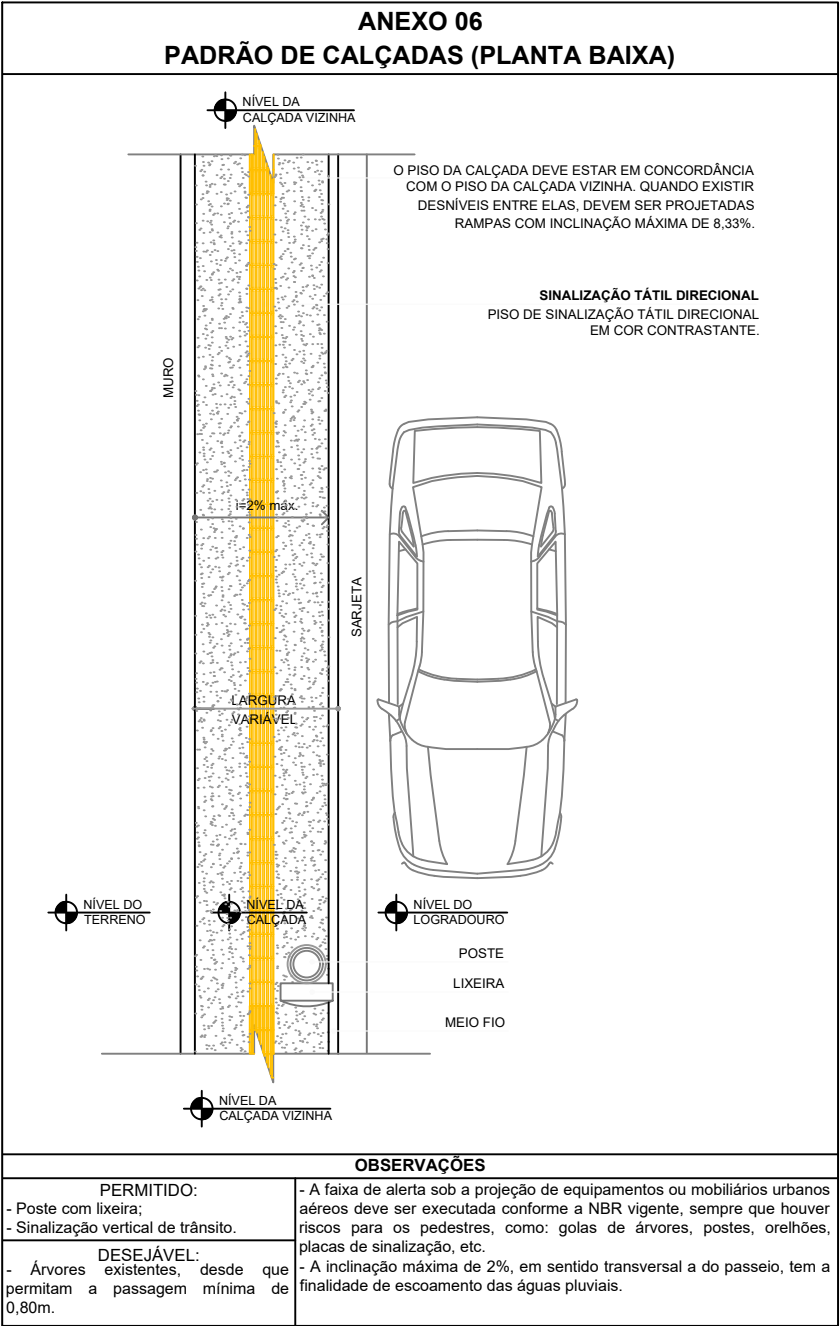 ANEXO 06
PADRÃO DE CALÇADAS (PLANTA BAIXA)
NÍVEL DA
CALÇADA VIZINHA
O PISO DA CALÇADA DEVE ESTAR EM CONCORDÂNCIA
COM O PISO DA CALÇADA VIZINHA. QUANDO EXISTIR
DESNÍVEIS ENTRE ELAS, DEVEM SER PROJETADAS
RAMPAS COM INCLINAÇÃO MÁXIMA DE 8,33%.
SINALIZAÇÃO TÁTIL DIRECIONAL
PISO DE SINALIZAÇÃO TÁTIL DIRECIONAL
EM COR CONTRASTANTE.
MURO
i=2% máx.
SARJETA
LARGURA
VARIÁVEL
NÍVEL DO
TERRENO
NÍVEL DA
CALÇADA
NÍVEL DO
LOGRADOURO
POSTE
LIXEIRA
MEIO FIO
NÍVEL DA
CALÇADA VIZINHA
OBSERVAÇÕES
PERMITIDO:
- Poste com lixeira;
- Sinalização vertical de trânsito.
DESEJÁVEL:
- Árvores existentes, desde que
permitam a passagem mínima de
0,80m.
- A faixa de alerta sob a projeção de equipamentos ou mobiliários urbanos
aéreos deve ser executada conforme a NBR vigente, sempre que houver
riscos para os pedestres, como: golas de árvores, postes, orelhões,
placas de sinalização, etc.
- A inclinação máxima de 2%, em sentido transversal a do passeio, tem a
finalidade de escoamento das águas pluviais.